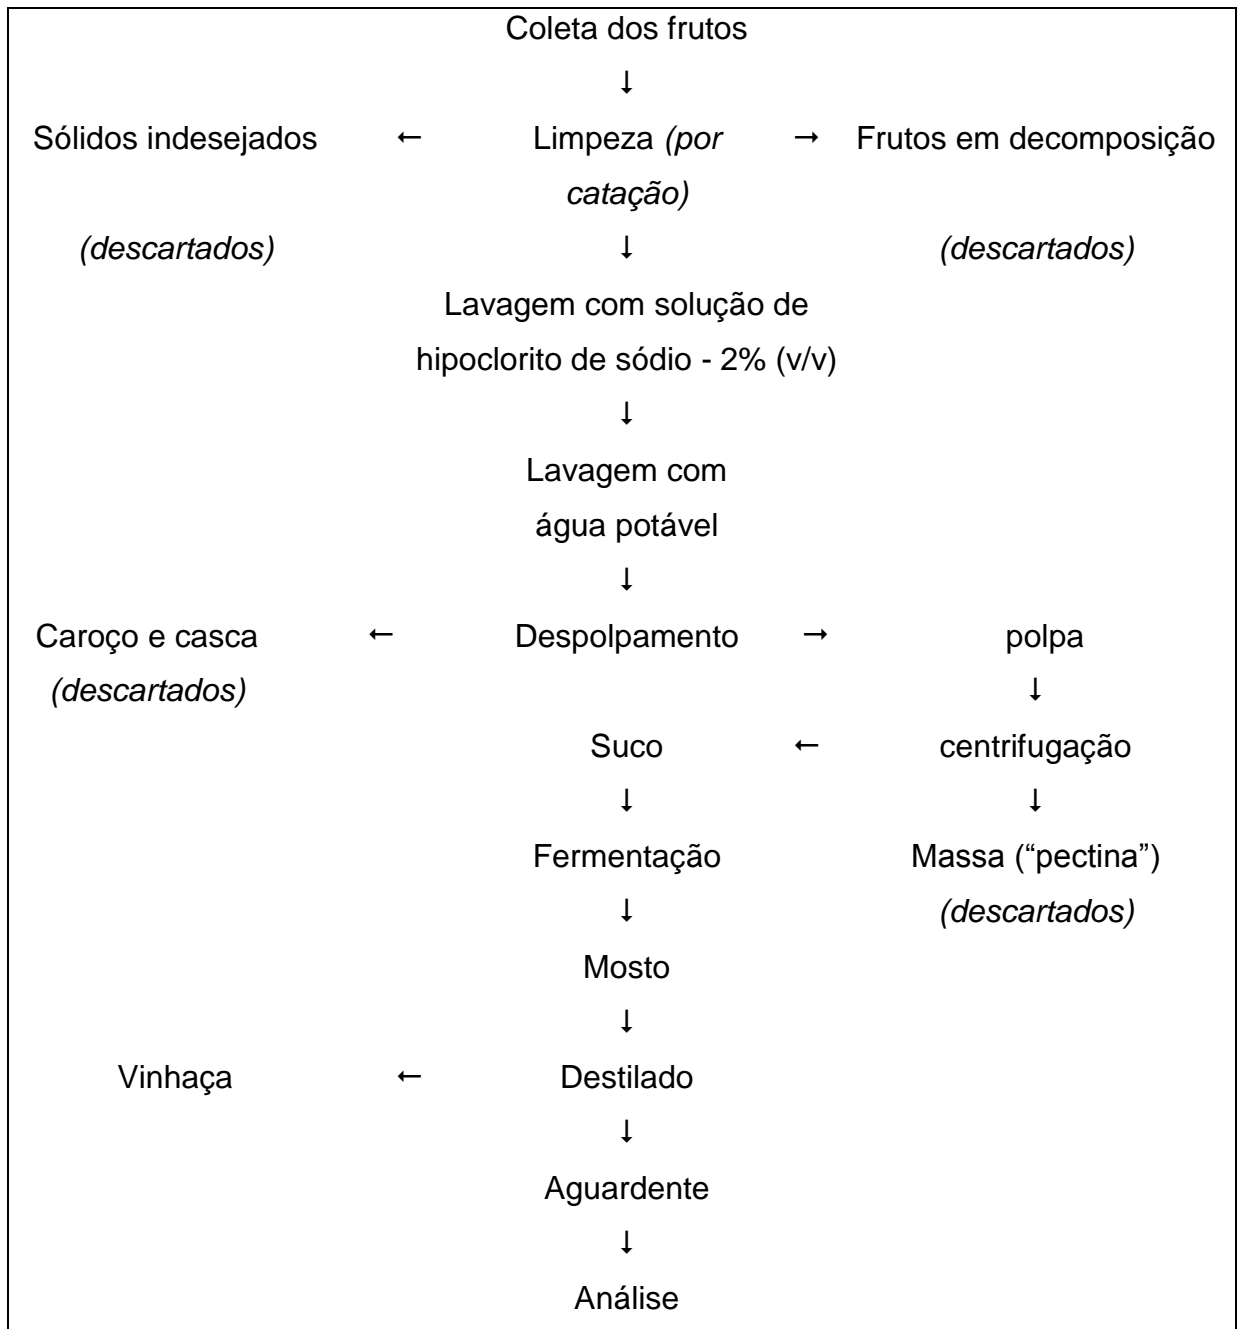 Coleta dos frutos
↓
Sólidos indesejados ← Limpeza (por → Frutos em decomposição
catação)
(descartados) ↓ (descartados)
Lavagem com solução de
hipoclorito de sódio - 2% (v/v)
↓
Lavagem com
água potável
↓
Caroço e casca ← Despolpamento → polpa
(descartados) ↓
Suco ← centrifugação
↓ ↓
Fermentação Massa (“pectina”)
↓ (descartados)
Mosto
↓
Vinhaça ← Destilado
↓
Aguardente
↓
Análise